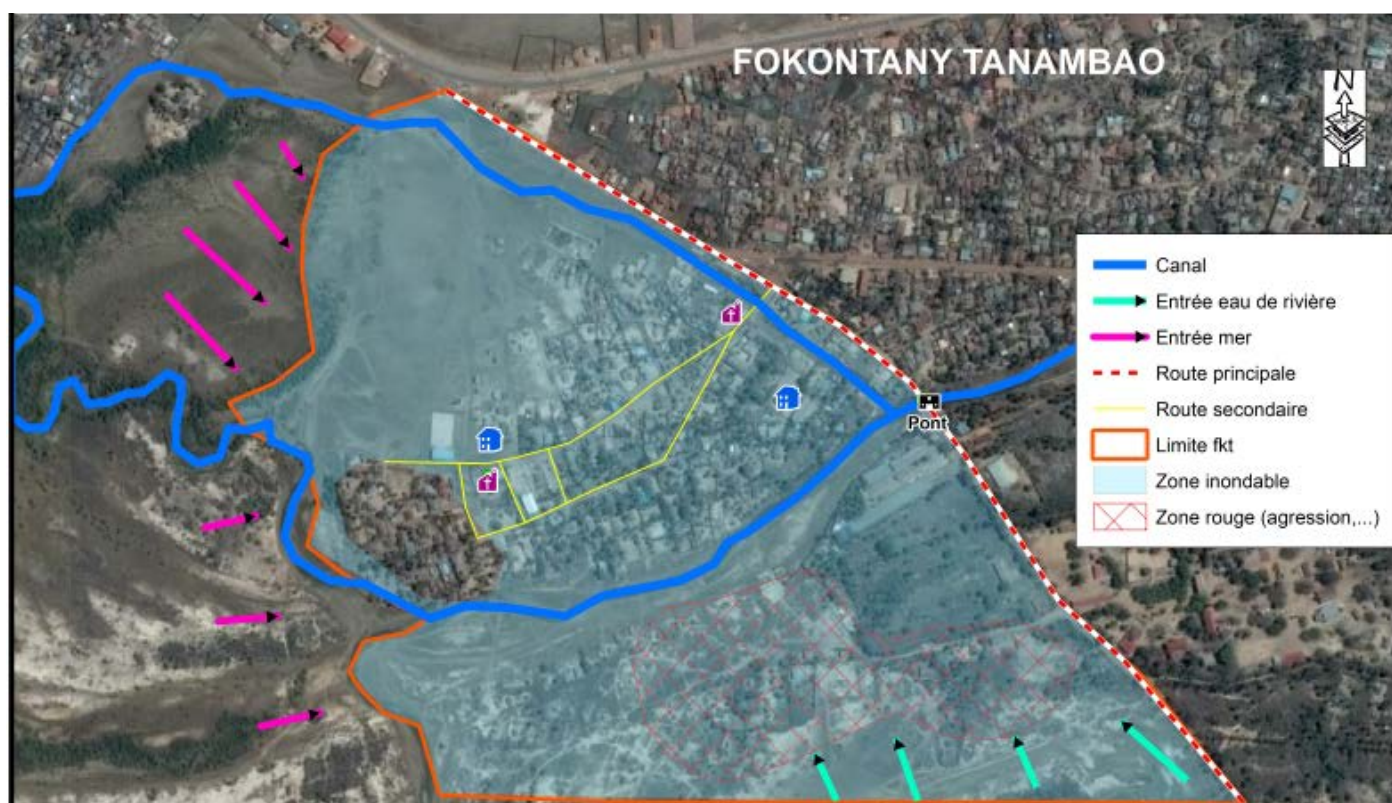 FOKONTANY TANAMBAO
N
Canal
Entrée eau de rivière
Entrée mer
Route principale
Route secondaire
Limite fkt
Zone inondable
Zone rouge (agression,...)
Pont